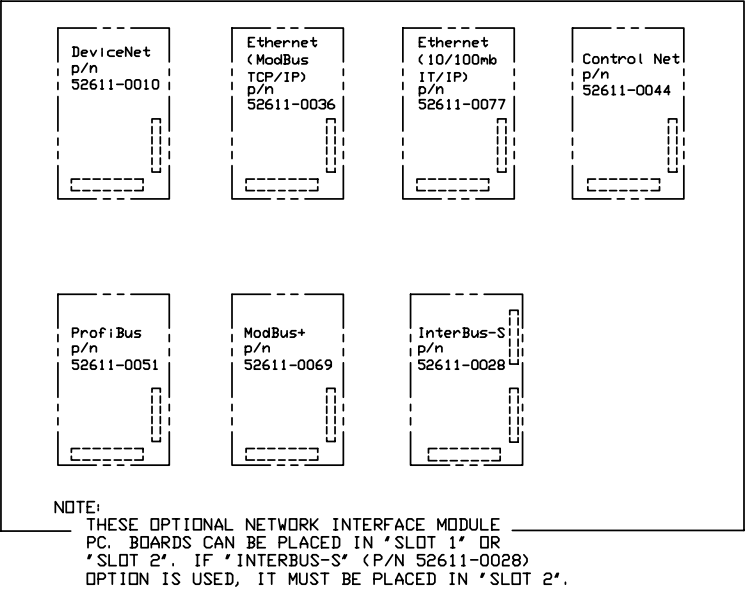 DeviceNet
p/n
52611-0010
Ethernet
(ModBus
TCP/IP)
p/n
52611-0036
Ethernet
(10/100mb
IT/IP)
p/n
52611-0077
Control Net
p/n
52611-0044
ProfiBus
p/n
52611-0051
ModBus+
p/n
52611-0069
InterBus-S
p/n
52611-0028
NOTE:
THESE OPTIONAL NETWORK INTERFACE MODULE
PC. BOARDS CAN BE PLACED IN "SLOT 1" OR
"SLOT 2". IF "INTERBUS-S" (P/N 52611-0028)
OPTION IS USED, IT MUST BE PLACED IN "SLOT 2".